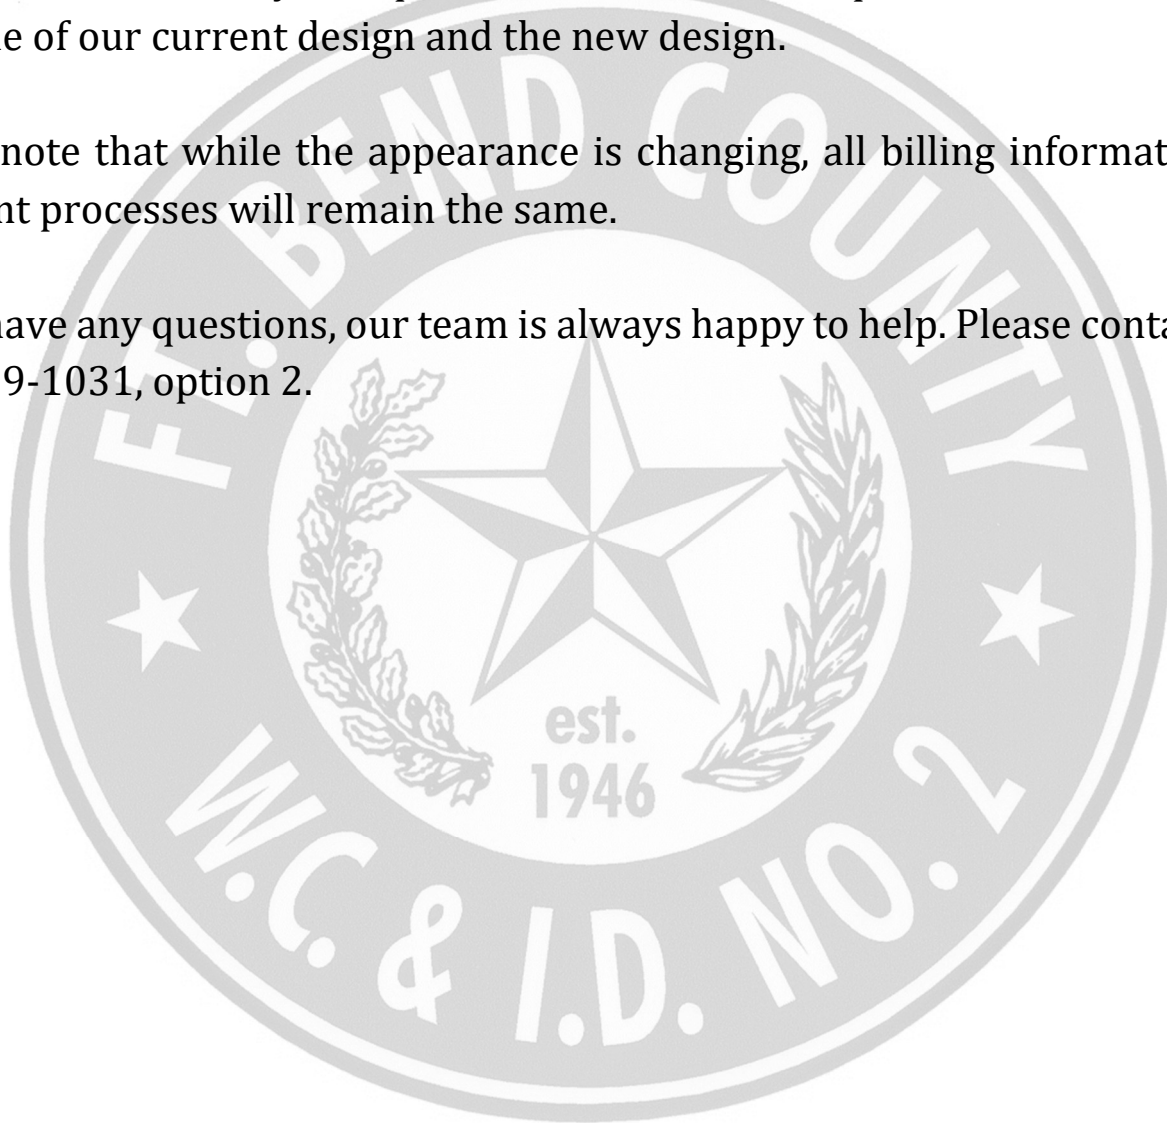 e of our current design and the new design.
note that while the appearance is changing, all billing informat
nt processes will remain the same.
have any questions, our team is always happy to help. Please conta
9-1031, option 2.
FT. BEND COUNTY
est.
1946
W.C. & I.D. NO. 2